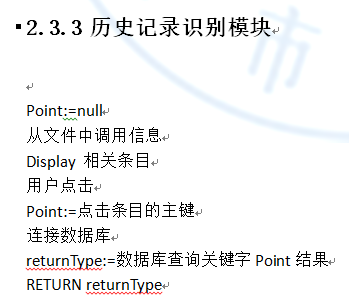 2.3.3 历史记录识别模块
Point:=null
从文件中调用信息
Display 相关条目
用户点击
Point:=点击条目的主键
连接数据库
returnType:=数据库查询关键字 Point 结果
RETURN returnType
市